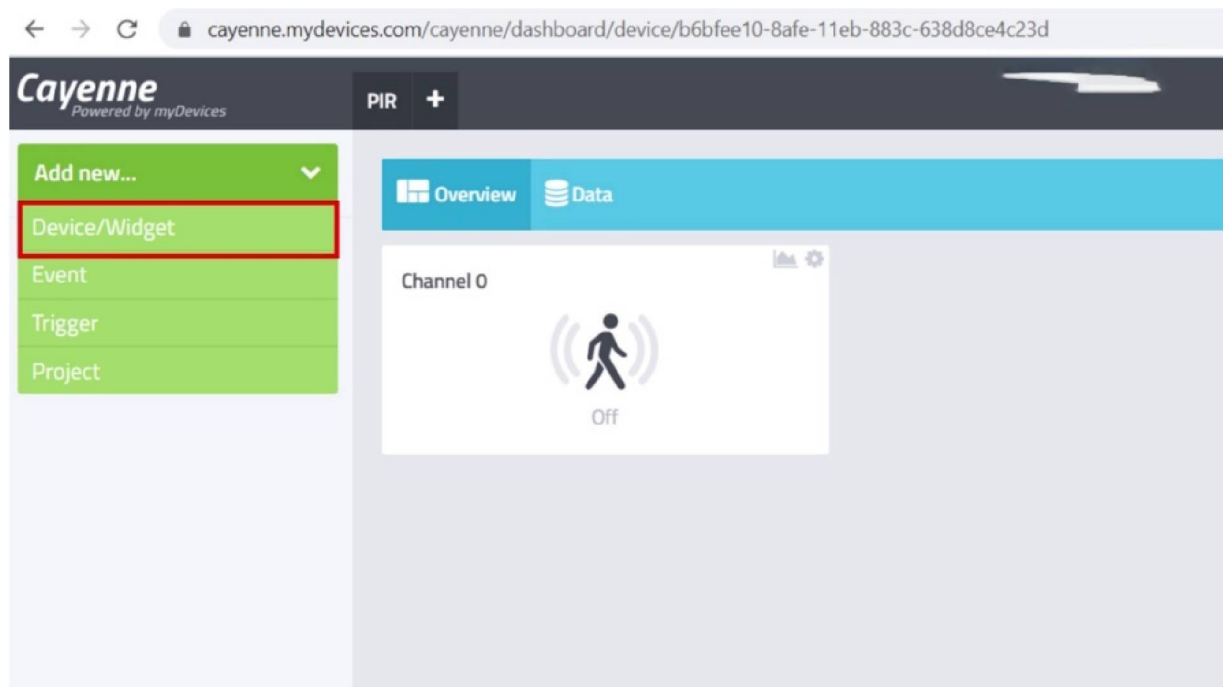 cayenne.mydevices.com/cayenne/dashboard/device/b6bfee10-8afe-11eb-883c-638d8ce4c23d
Cayenne
Powered by myDevices
PIR +
Add new...
Device/Widget
Event
Trigger
Project
Overview Data
Channel 0
Off